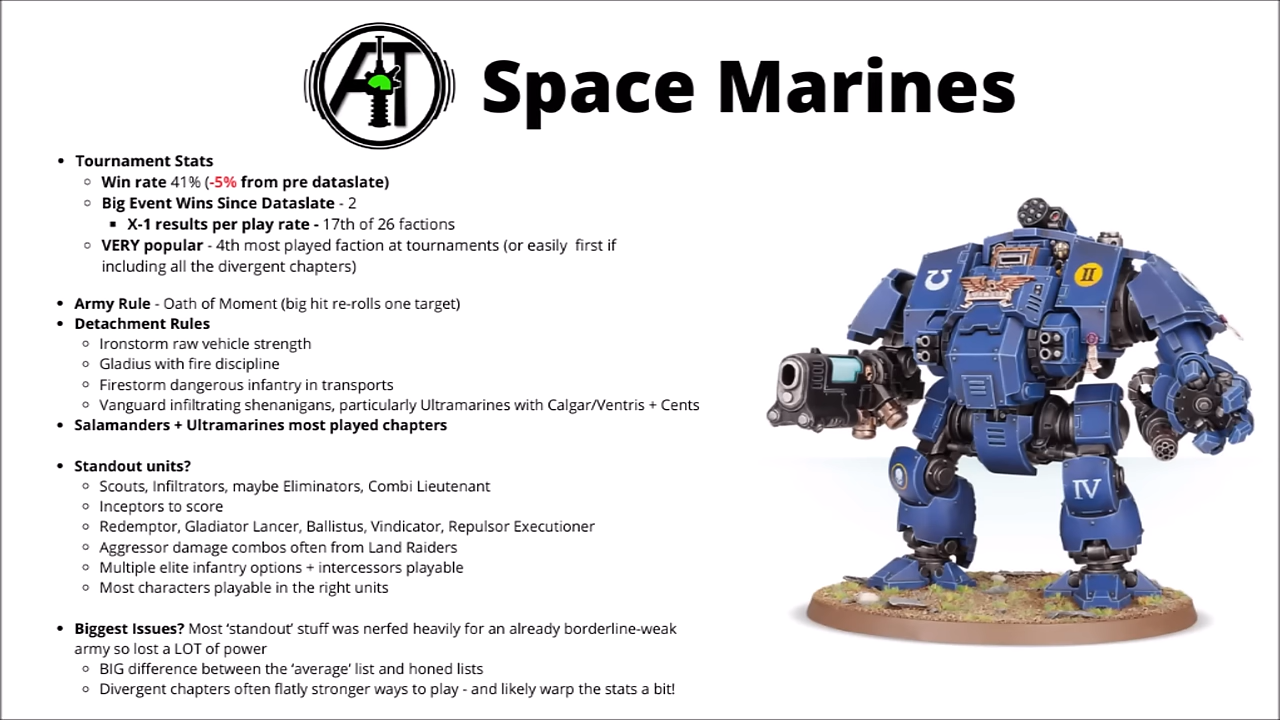 AT
Space Marines
• Tournament Stats
○ Win rate 41% (-5% from pre dataslate)
○ Big Event Wins Since Dataslate - 2
▪ X-1 results per play rate - 17th of 26 factions
○ VERY popular - 4th most played faction at tournaments (or easily first if
including all the divergent chapters)
• Army Rule - Oath of Moment (big hit re-rolls one target)
• Detachment Rules
○ Ironstorm raw vehicle strength
○ Gladius with fire discipline
○ Firestorm dangerous infantry in transports
○ Vanguard infiltrating shenanigans, particularly Ultramarines with Calgar/Ventris + Cents
• Salamanders + Ultramarines most played chapters
• Standout units?
○ Scouts, Infiltrators, maybe Eliminators, Combi Lieutenant
○ Inceptors to score
○ Redemptor, Gladiator Lancer, Ballistus, Vindicator, Repulsor Executioner
○ Aggressor damage combos often from Land Raiders
○ Multiple elite infantry options + intercessors playable
○ Most characters playable in the right units
• Biggest Issues? Most ‘standout’ stuff was nerfed heavily for an already borderline-weak
army so lost a LOT of power
○ BIG difference between the ‘average’ list and honed lists
○ Divergent chapters often flatly stronger ways to play - and likely warp the stats a bit!
II
IV